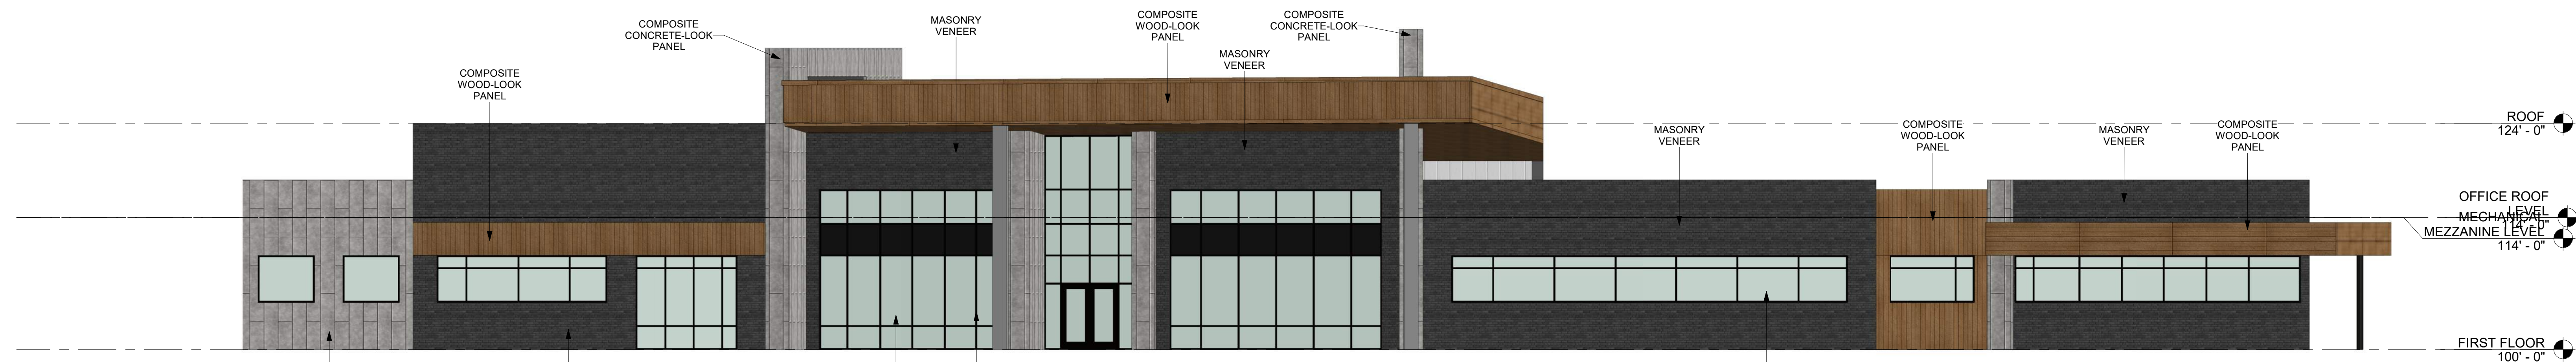 COMPOSITE
WOOD-LOOK
PANEL
COMPOSITE
CONCRETE-LOOK
PANEL
MASONRY
VENEER
COMPOSITE
WOOD-LOOK
PANEL
MASONRY
VENEER
COMPOSITE
CONCRETE-LOOK
PANEL
MASONRY
VENEER
COMPOSITE
WOOD-LOOK
PANEL
MASONRY
VENEER
COMPOSITE
WOOD-LOOK
PANEL
ROOF
124' - 0"
OFFICE ROOF
LEVEL
114' - 0"
MECHANICAL
MEZZANINE LEVEL
114' - 0"
FIRST FLOOR
100' - 0"